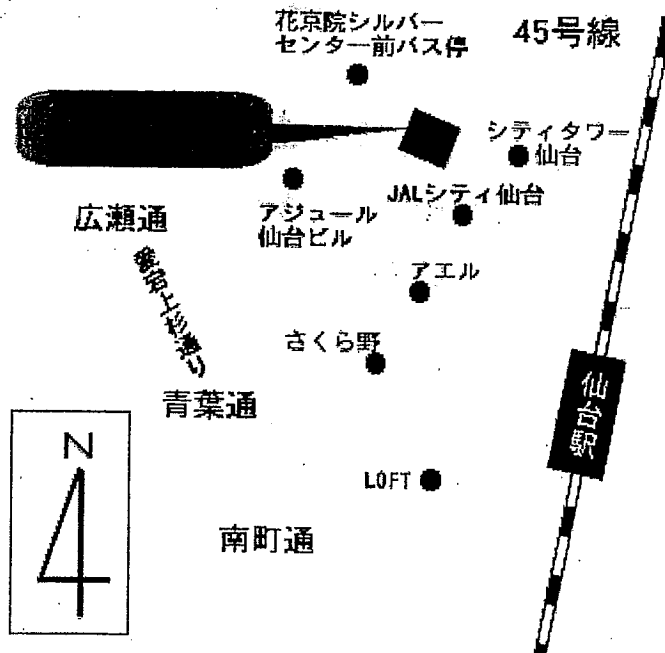 花京院シルバー
センター前バス停
45号線
シティタワー
仙台
JALシティ仙台
アジュール
仙台ビル
広瀬通
愛宕上杉通り
アエル
さくら野
青葉通
仙台駅
LOFT
南町通
N